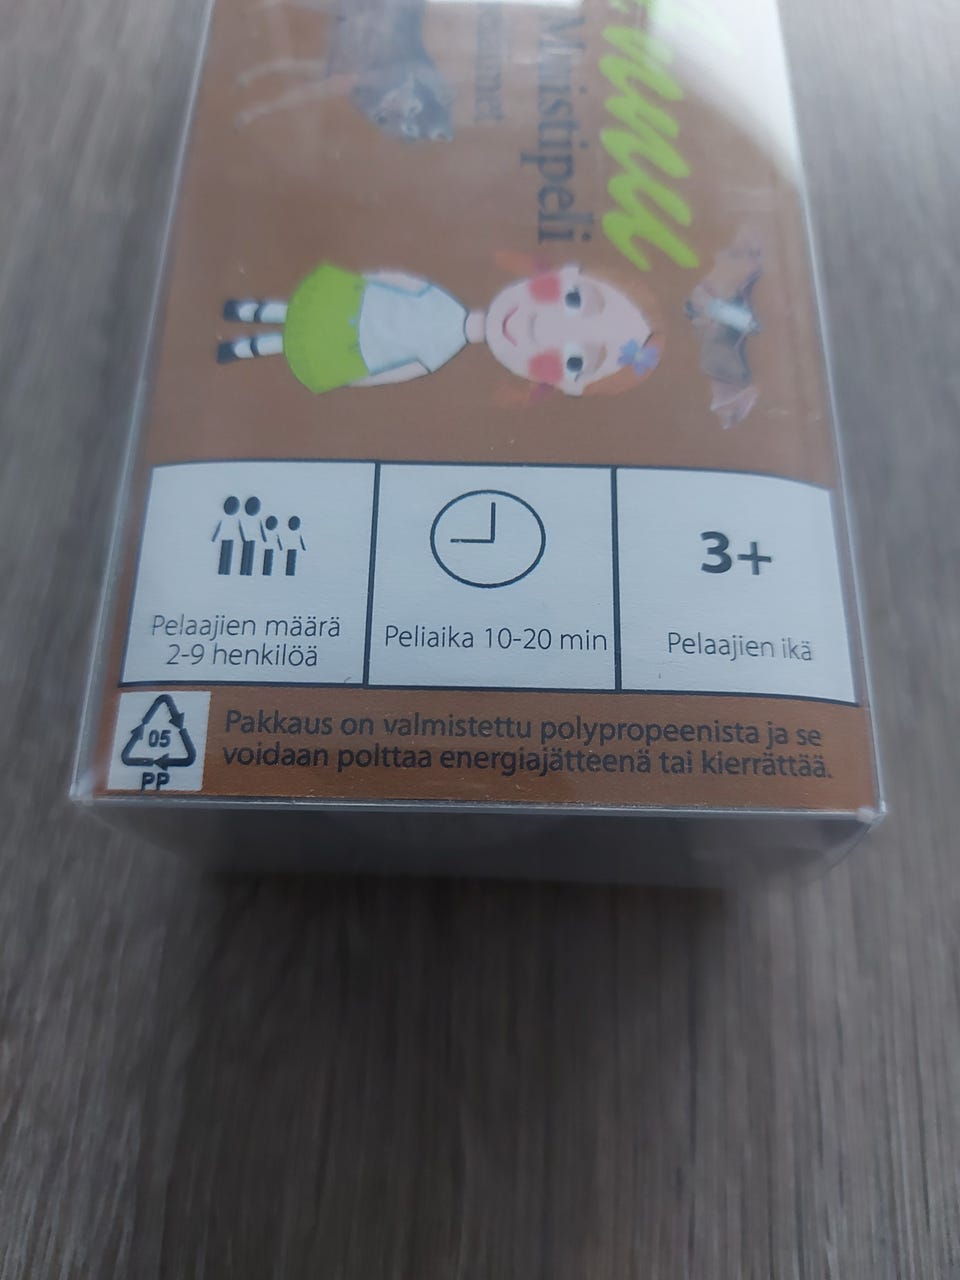 Muistipeli
Pelaajien määrä
2-9 henkilöä
Peliaika 10-20 min
3+
Pelaajien ikä
05
PP
Pakkaus on valmistettu polypropeenista ja se
voidaan polttaa energiajätteenä tai kierrättää.